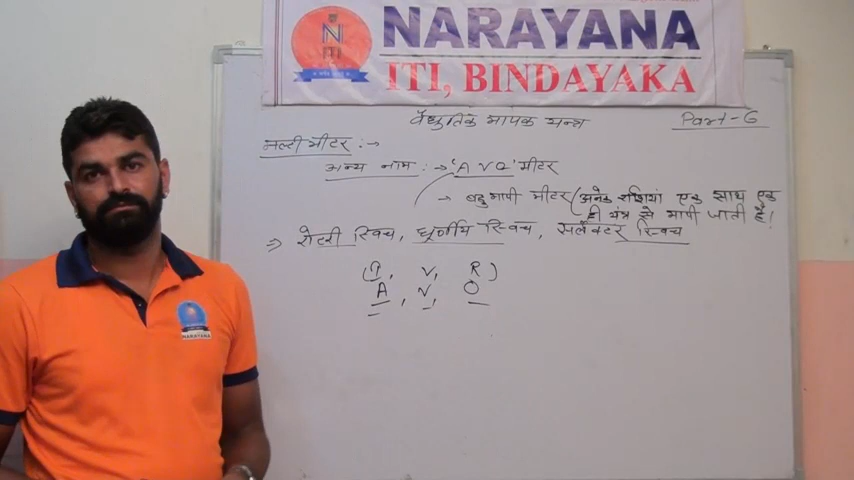 NARAYANA
ITI, BINDAYAKA
वैधुतिक मापक यन्त्र
Part-6
मल्टी मीटर :→
अन्य नाम :→ 'A V O' मीटर
→ बहु मापी मीटर (अनेक राशियां एक साथ एक
ही यंत्र से मापी जाती है!
⇒ रोटरी स्विच, घूर्णीय स्विच, सलेक्टर स्विच
(I, V, R)
A, V, O
N
ITI
NARAYANA